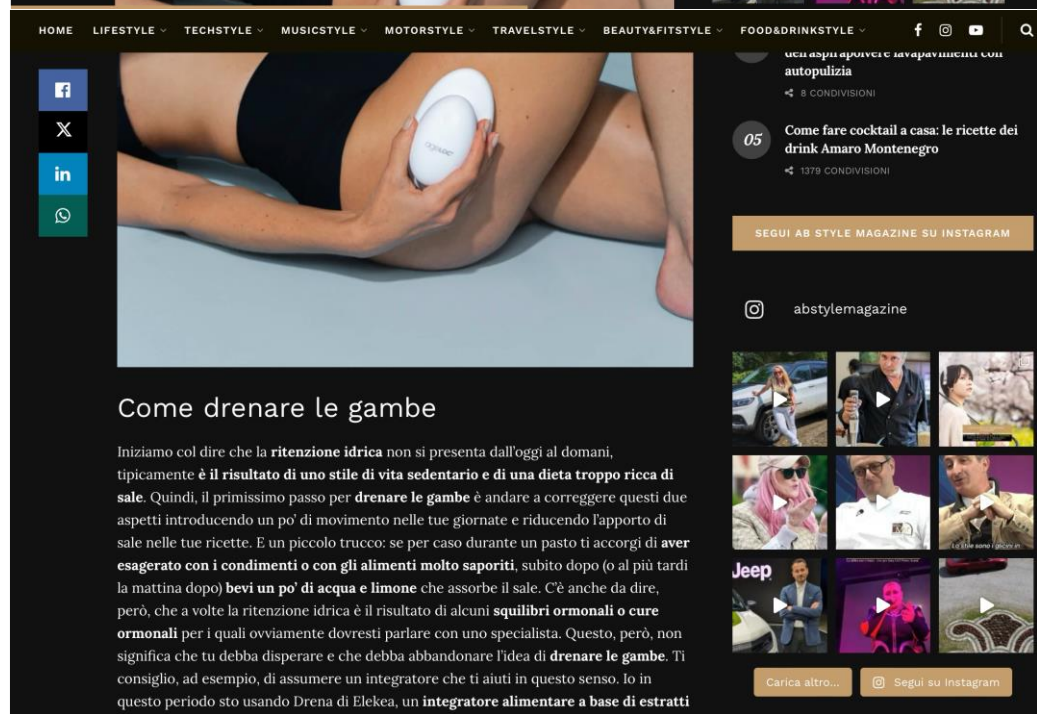 HOME LIFESTYLE TECHSTYLE MUSICSTYLE MOTORSTYLE TRAVELSTYLE BEAUTY&FITSTYLE FOOD&DRINKSTYLE
Come drenare le gambe
Iniziamo col dire che la ritenzione idrica non si presenta dall'oggi al domani,
tipicamente è il risultato di uno stile di vita sedentario e di una dieta troppo ricca di
sale. Quindi, il primissimo passo per drenare le gambe è andare a correggere questi due
aspetti introducendo un po' di movimento nelle tue giornate e riducendo l'apporto di
sale nelle tue ricette. E un piccolo trucco: se per caso durante un pasto ti accorgi di aver
esagerato con i condimenti o con gli alimenti molto saporiti, subito dopo (o al più tardi
la mattina dopo) bevi un po' di acqua e limone che assorbe il sale. C'è anche da dire,
però, che a volte la ritenzione idrica è il risultato di alcuni squilibri ormonali o cure
ormonali per i quali ovviamente dovresti parlare con uno specialista. Questo, però, non
significa che tu debba disperare e che debba abbandonare l'idea di drenare le gambe. Ti
consiglio, ad esempio, di assumere un integratore che ti aiuti in questo senso. Io in
questo periodo sto usando Drena di Elekea, un integratore alimentare a base di estratti
dell'aspirapolvere lavapavimenti con
autopulizia
8 CONDIVISIONI
05
Come fare cocktail a casa: le ricette dei
drink Amaro Montenegro
1379 CONDIVISIONI
SEGUI AB STYLE MAGAZINE SU INSTAGRAM
abstylemagazine
Jeep
Carica altro...
Segui su Instagram